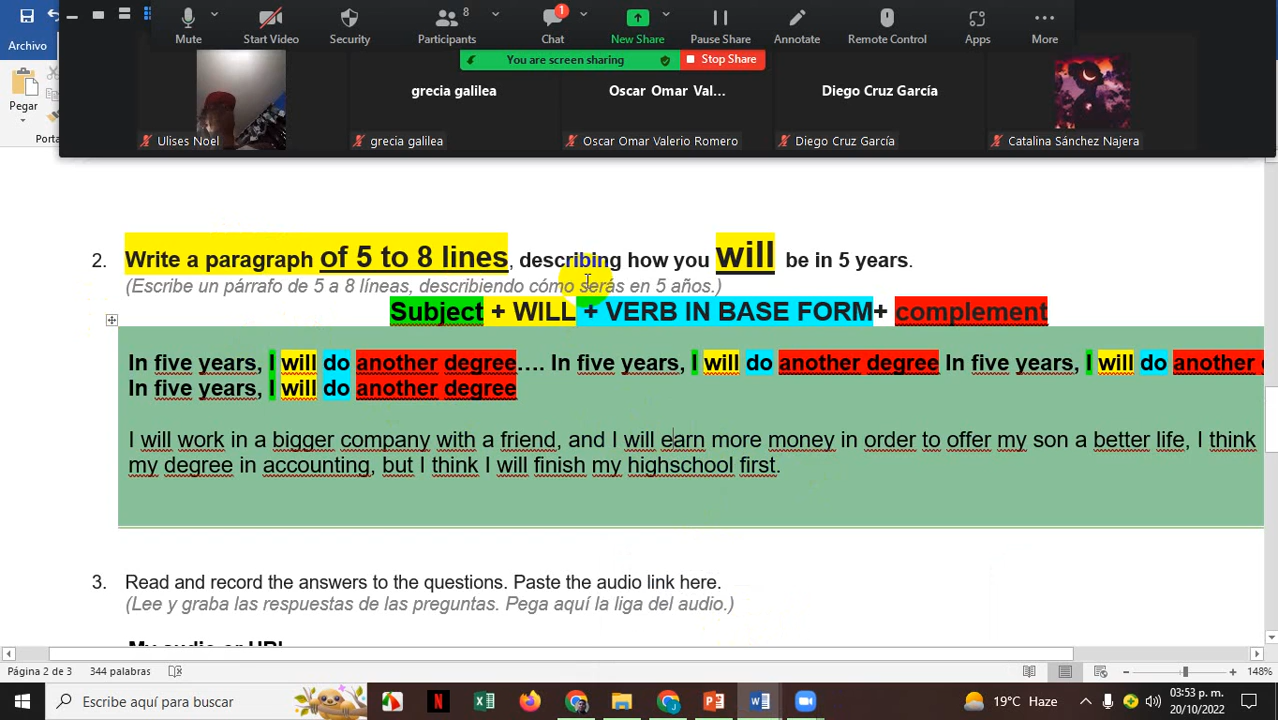 8
1
Mute
Start Video
Security
Participants
Chat
New Share
Pause Share
Annotate
Remote Control
Apps
More
You are screening sharing
Stop Share
Archivo
Pegar
Porta
grecia galilea
Oscar Omar Val...
Diego Cruz García
Ulises Noel
grecia galilea
Oscar Omar Valerio Romero
Diego Cruz García
Catalina Sánchez Najera
2. Write a paragraph of 5 to 8 lines, describing how you will be in 5 years.
(Escribe un párrafo de 5 a 8 líneas, describiendo cómo serás en 5 años.)
Subject + WILL + VERB IN BASE FORM+ complement
In five years, I will do another degree…. In five years, I will do another degree In five years, I will do another
In five years, I will do another degree
I will work in a bigger company with a friend, and I will earn more money in order to offer my son a better life, I think
my degree in accounting, but I think I will finish my highschool first.
3. Read and record the answers to the questions. Paste the audio link here.
(Lee y graba las respuestas de las preguntas. Pega aquí la liga del audio.)
My audio or URL
Página 2 de 3 344 palabras
148%
Escribe aquí para buscar
19°C Haze
03:53 p. m.
20/10/2022